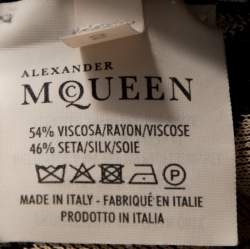 ALEXANDER
McQUEEN
54% VISCOSA/RAYON/VISCOSE
46% SETA/SILK/SOIE
P
MADE IN ITALY - FABRIQUÉ EN ITALIE
PRODOTTO IN ITALIA